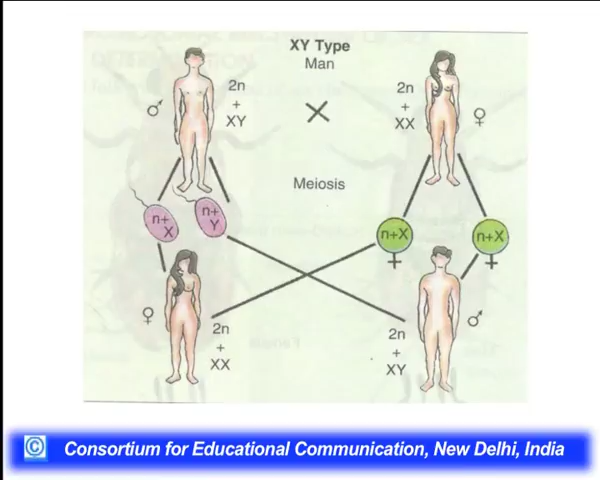 XY Type
Man
2n
+
XY
♂
×
2n
+
XX
♀
Meiosis
n+
X
n+
Y
n+X
n+X
♀
2n
+
XX
2n
+
XY
♂
© Consortium for Educational Communication, New Delhi, India